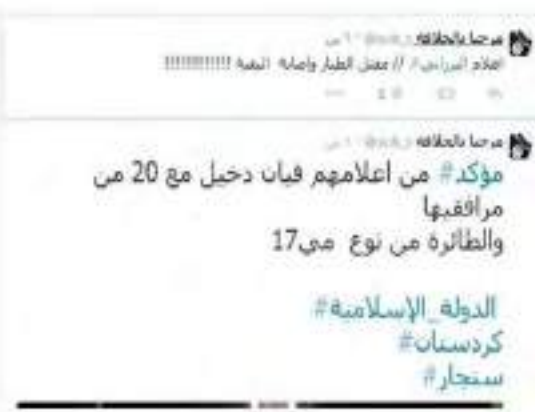 مرحبا بالخلافة
اعلام // مقتل الطيار واصابة البقية !!!!!!!!!!!!
مرحبا بالخلافة
مؤكد# من اعلامهم فيان دخيل مع 20 من
مرافقيها
والطائرة من نوع مي17
الدولة_الإسلامية#
كردستان#
سنجار#